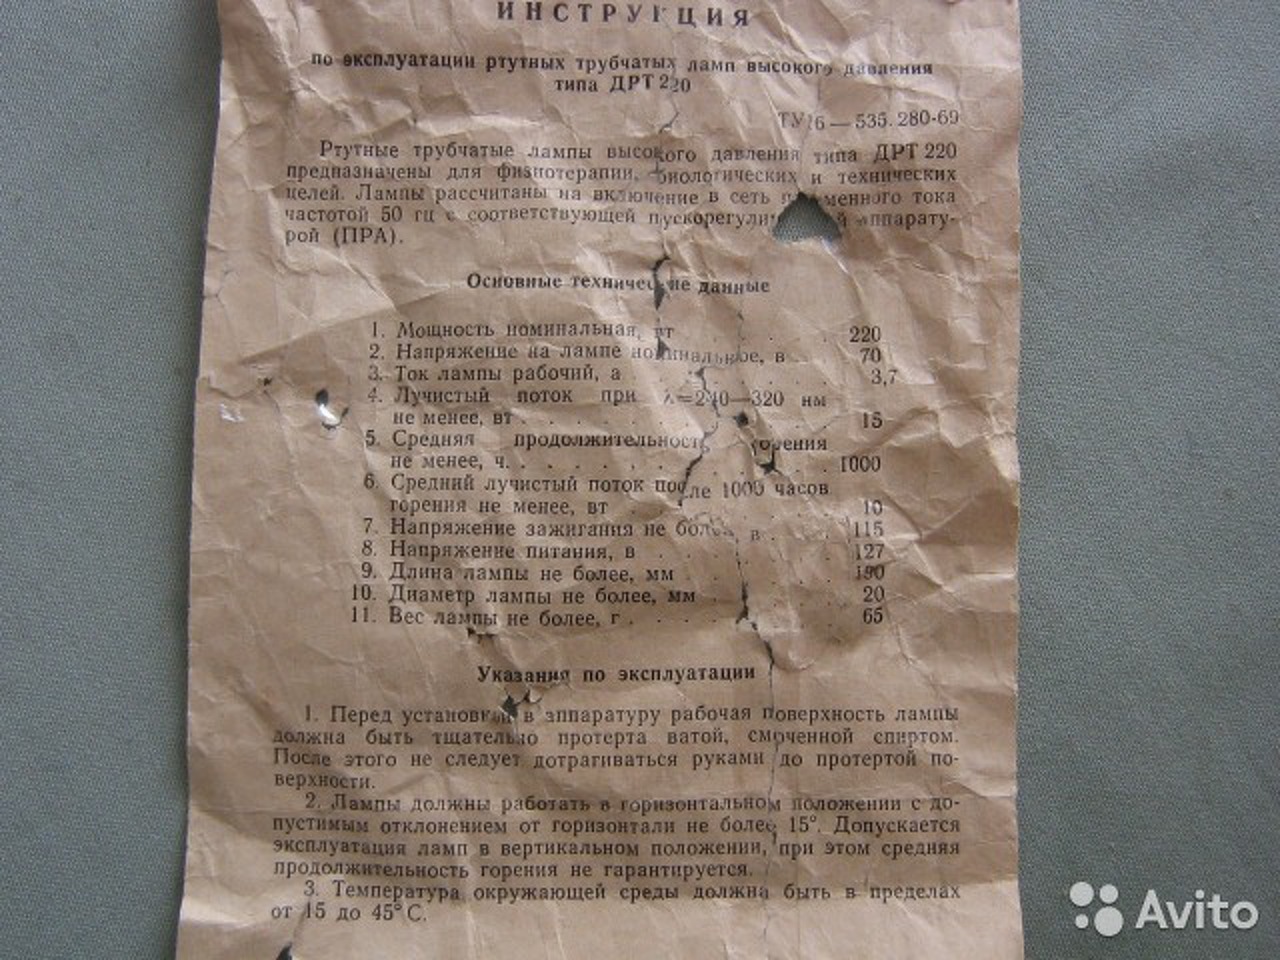 ИНСТРУКЦИЯ
по эксплуатации ртутных трубчатых ламп высокого давления
типа ДРТ 220
ТУ16 — 535. 280-69
Ртутные трубчатые лампы высокого давления типа ДРТ 220
предназначены для физиотерапии, биологических и технических
целей. Лампы рассчитаны на включение в сеть переменного тока
частотой 50 гц с соответствующей пускорегулирующей аппарату-
рой (ПРА).
Основные технические данные
1. Мощность номинальная, вт . . . . 220
2. Напряжение на лампе номинальное, в . . 70
3. Ток лампы рабочий, а . . . . . 3,7
4. Лучистый поток при λ=240—320 нм
не менее, вт . . . . . . 15
5. Средняя продолжительность горения
не менее, ч. . . . . . . 1000
6. Средний лучистый поток после 1000 часов
горения не менее, вт . . . . 10
7. Напряжение зажигания не более, в . . . 115
8. Напряжение питания, в . . . . . 127
9. Длина лампы не более, мм . . . . 190
10. Диаметр лампы не более, мм . . . . 20
11. Вес лампы не более, г . . . . . 65
Указания по эксплуатации
1. Перед установкой в аппаратуру рабочая поверхность лампы
должна быть тщательно протерта ватой, смоченной спиртом.
После этого не следует дотрагиваться руками до протертой по-
верхности.
2. Лампы должны работать в горизонтальном положении с до-
пустимым отклонением от горизонтали не более 15°. Допускается
эксплуатация ламп в вертикальном положении, при этом средняя
продолжительность горения не гарантируется.
3. Температура окружающей среды должна быть в пределах
от 15 до 45° С.
Avito